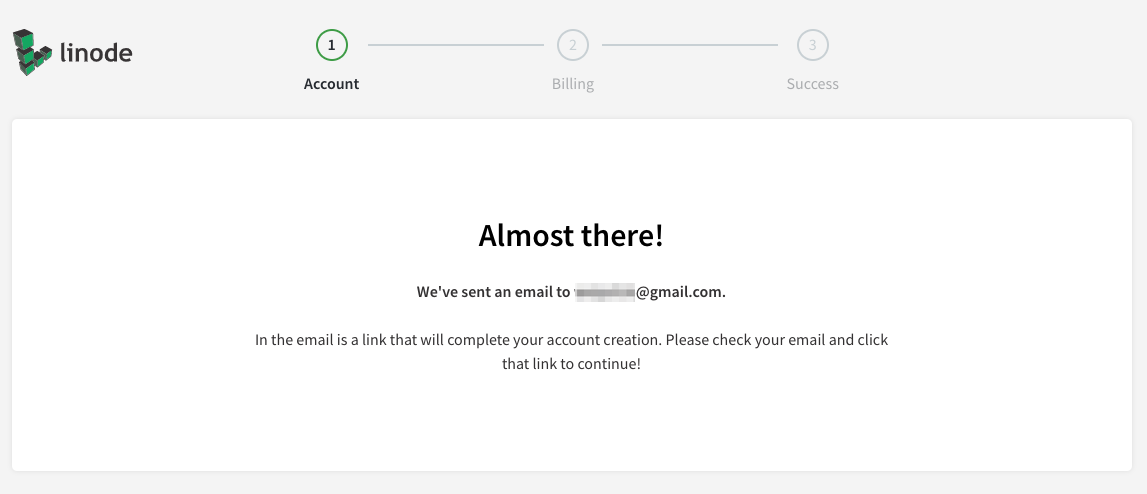 linode
1
2
3
Account
Billing
Success
Almost there!
We've sent an email to @gmail.com.
In the email is a link that will complete your account creation. Please check your email and click
that link to continue!